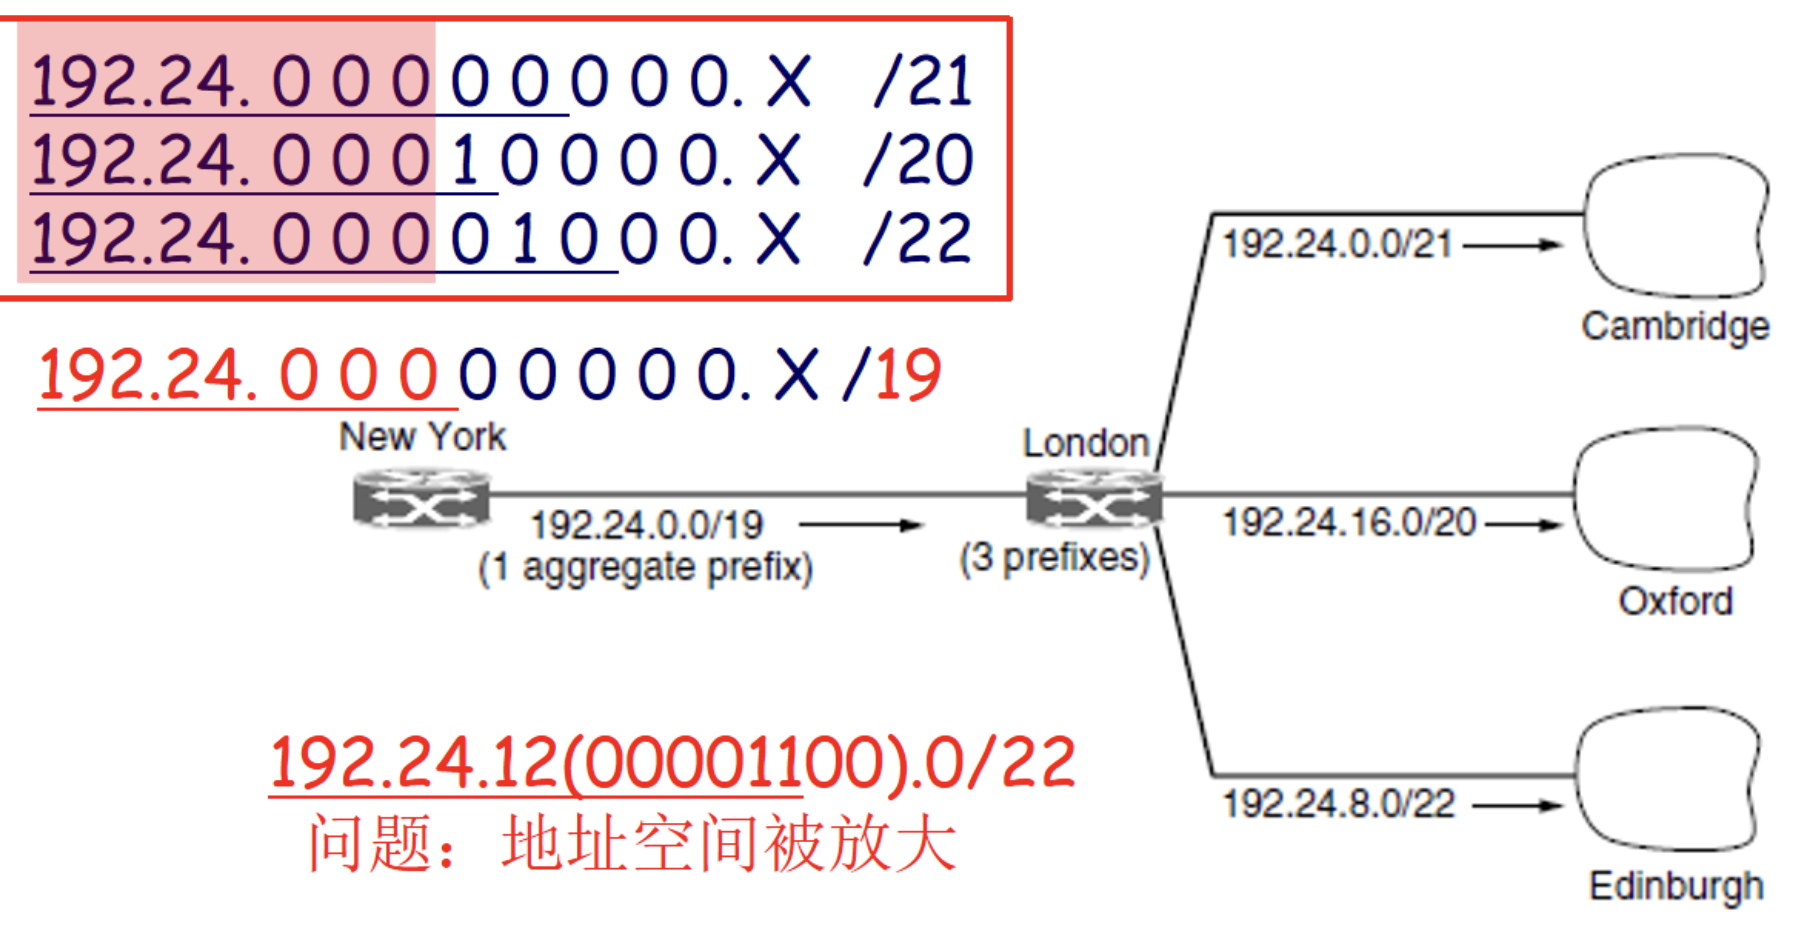 192.24. 0 0 0 0 0 0 0 0. X /21
192.24. 0 0 0 1 0 0 0 0. X /20
192.24. 0 0 0 0 1 0 0 0. X /22
192.24. 0 0 0 0 0 0 0 0. X /19
New York
192.24.0.0/19
(1 aggregate prefix)
London
(3 prefixes)
192.24.0.0/21
Cambridge
192.24.16.0/20
Oxford
192.24.8.0/22
Edinburgh
192.24.12(00001100).0/22
问题：地址空间被放大